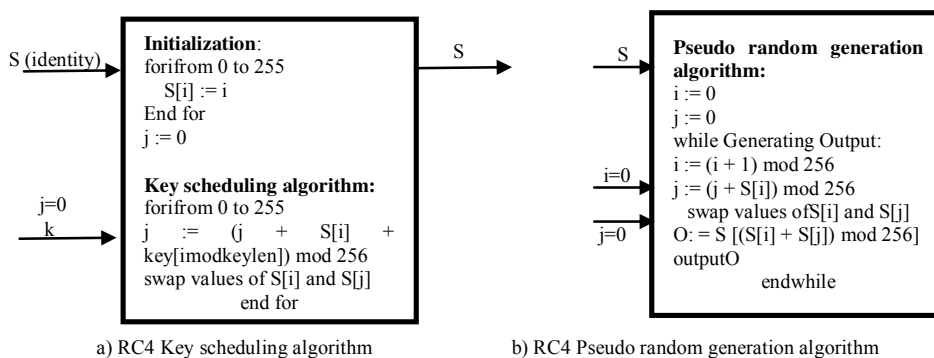 S (identity)
Initialization:
forifrom 0 to 255
S[i] := i
End for
j := 0
Key scheduling algorithm:
forifrom 0 to 255
j := (j + S[i] +
key[imodkeylen]) mod 256
swap values of S[i] and S[j]
end for
j=0
k
S
a) RC4 Key scheduling algorithm
S
Pseudo random generation
algorithm:
i := 0
j := 0
while Generating Output:
i := (i + 1) mod 256
j := (j + S[i]) mod 256
swap values ofS[i] and S[j]
O: = S [(S[i] + S[j]) mod 256]
outputO
endwhile
i=0
j=0
b) RC4 Pseudo random generation algorithm